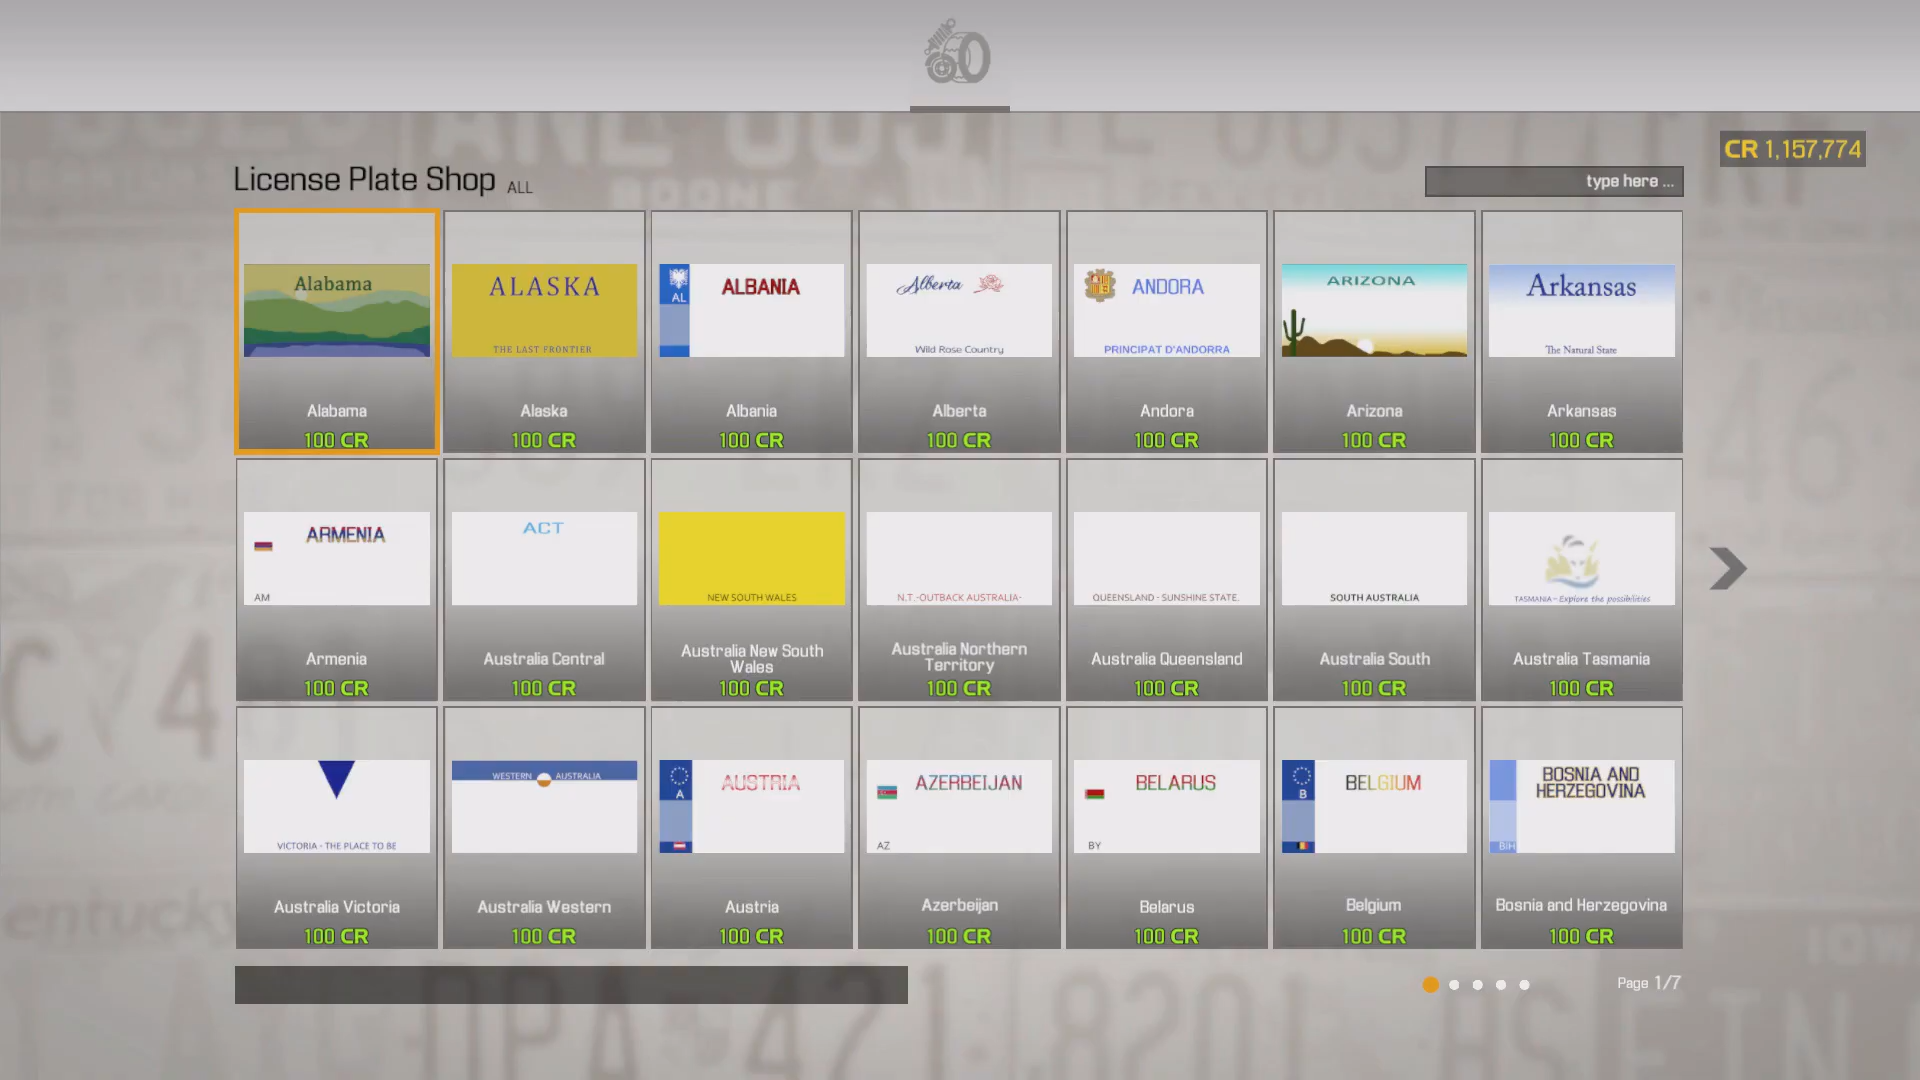 CR 1,157,774
License Plate Shop ALL
type here ...
Alabama
Alabama
100 CR
ALASKA
THE LAST FRONTIER
Alaska
100 CR
AL
ALBANIA
Albania
100 CR
Alberta
Wild Rose Country
Alberta
100 CR
ANDORA
PRINCIPAT D'ANDORRA
Andora
100 CR
ARIZONA
Arizona
100 CR
Arkansas
The Natural State
Arkansas
100 CR
ARMENIA
AM
Armenia
100 CR
ACT
Australia Central
100 CR
NEW SOUTH WALES
Australia New South
Wales
100 CR
N.T.-OUTBACK AUSTRALIA-
Australia Northern
Territory
100 CR
QUEENSLAND - SUNSHINE STATE.
Australia Queensland
100 CR
SOUTH AUSTRALIA
Australia South
100 CR
TASMANIA - Explore the possibilities
Australia Tasmania
100 CR
VICTORIA - THE PLACE TO BE
Australia Victoria
100 CR
WESTERN AUSTRALIA
Australia Western
100 CR
A
AUSTRIA
Austria
100 CR
AZERBEIJAN
AZ
Azerbeijan
100 CR
BELARUS
BY
Belarus
100 CR
B
BELGIUM
Belgium
100 CR
BOSNIA AND
HERZEGOVINA
BIH
Bosnia and Herzegovina
100 CR
Page 1/7